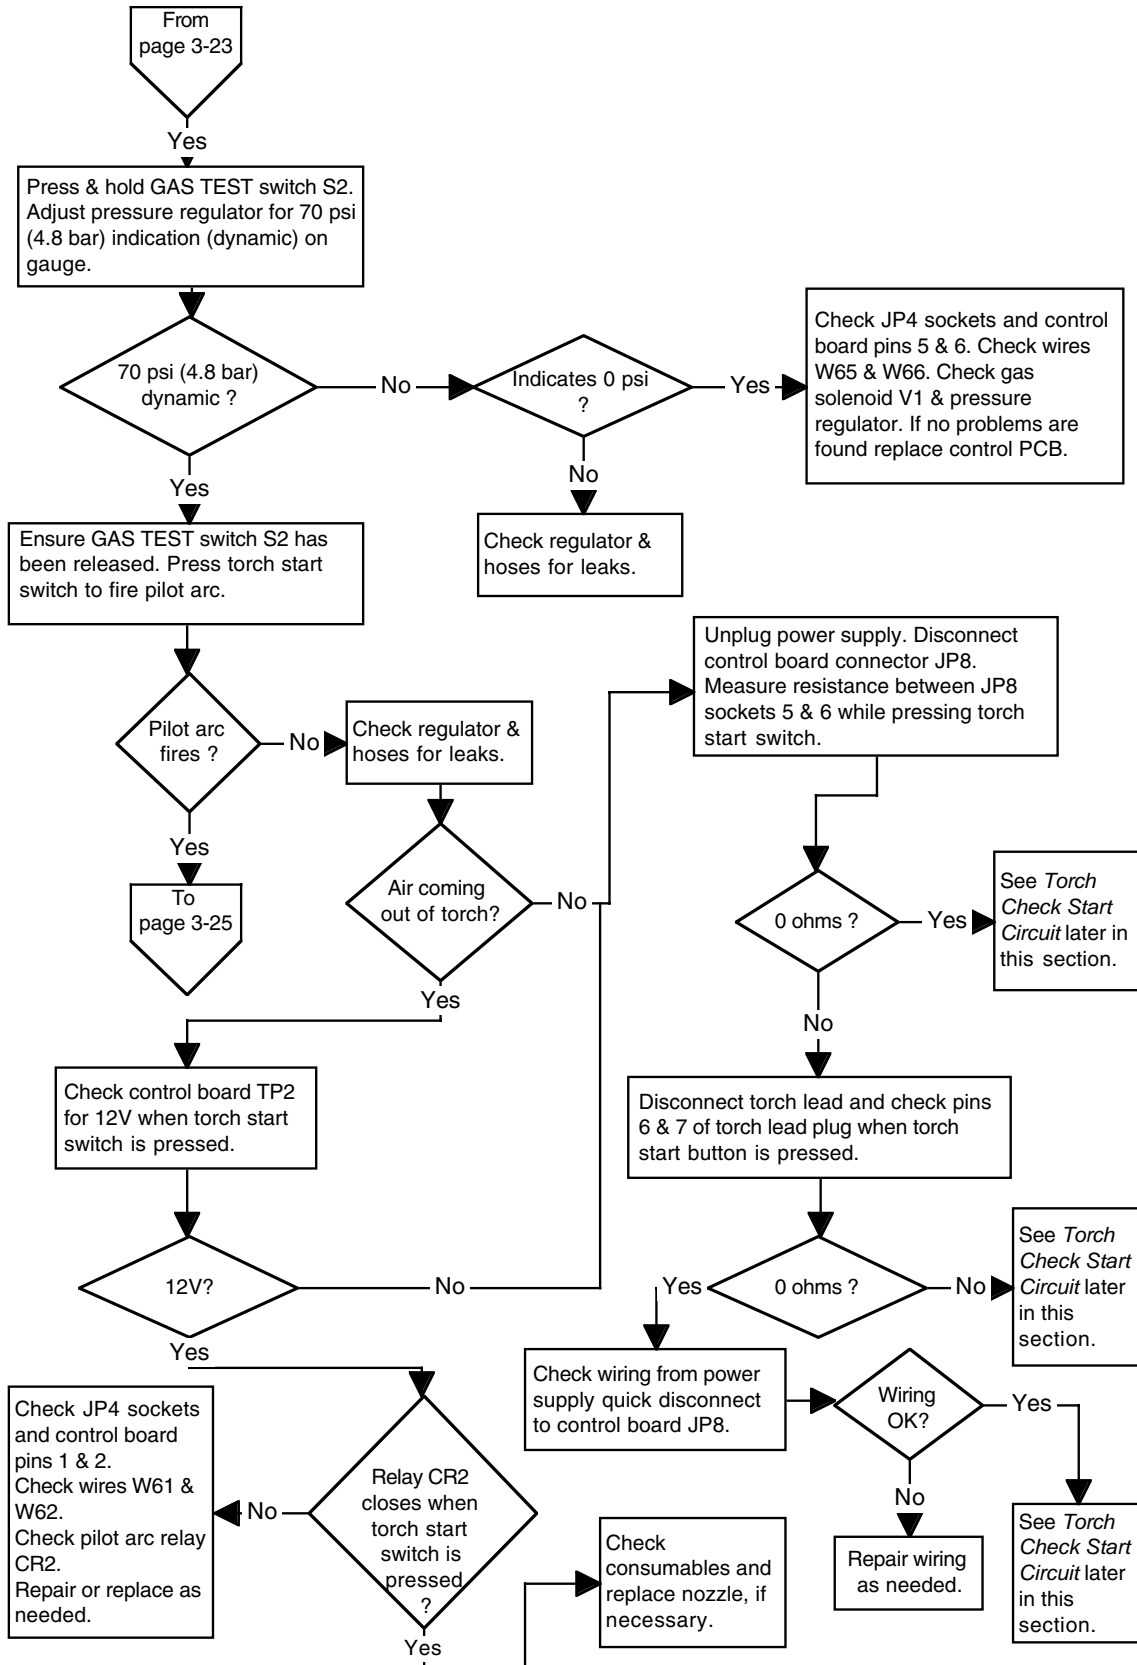 From
page 3-23
Yes
Press & hold GAS TEST switch S2.
Adjust pressure regulator for 70 psi
(4.8 bar) indication (dynamic) on
gauge.
70 psi (4.8 bar)
dynamic ?
No
Indicates 0 psi
?
Yes
Check JP4 sockets and control
board pins 5 & 6. Check wires
W65 & W66. Check gas
solenoid V1 & pressure
regulator. If no problems are
found replace control PCB.
No
Check regulator &
hoses for leaks.
Yes
Ensure GAS TEST switch S2 has
been released. Press torch start
switch to fire pilot arc.
Pilot arc
fires ?
No
Check regulator &
hoses for leaks.
Yes
To
page 3-25
Air coming
out of torch?
No
Unplug power supply. Disconnect
control board connector JP8.
Measure resistance between JP8
sockets 5 & 6 while pressing torch
start switch.
0 ohms ?
Yes
See Torch
Check Start
Circuit later in
this section.
No
Yes
Check control board TP2
for 12V when torch start
switch is pressed.
Disconnect torch lead and check pins
6 & 7 of torch lead plug when torch
start button is pressed.
12V?
No
0 ohms ?
No
See Torch
Check Start
Circuit later
in this
section.
Yes
Check wiring from power
supply quick disconnect
to control board JP8.
Wiring
OK?
Yes
See Torch
Check Start
Circuit later
in this
section.
No
Repair wiring
as needed.
Yes
Relay CR2
closes when
torch start
switch is
pressed
?
No
Check JP4 sockets
and control board
pins 1 & 2.
Check wires W61 &
W62.
Check pilot arc relay
CR2.
Repair or replace as
needed.
Yes
Check
consumables and
replace nozzle, if
necessary.